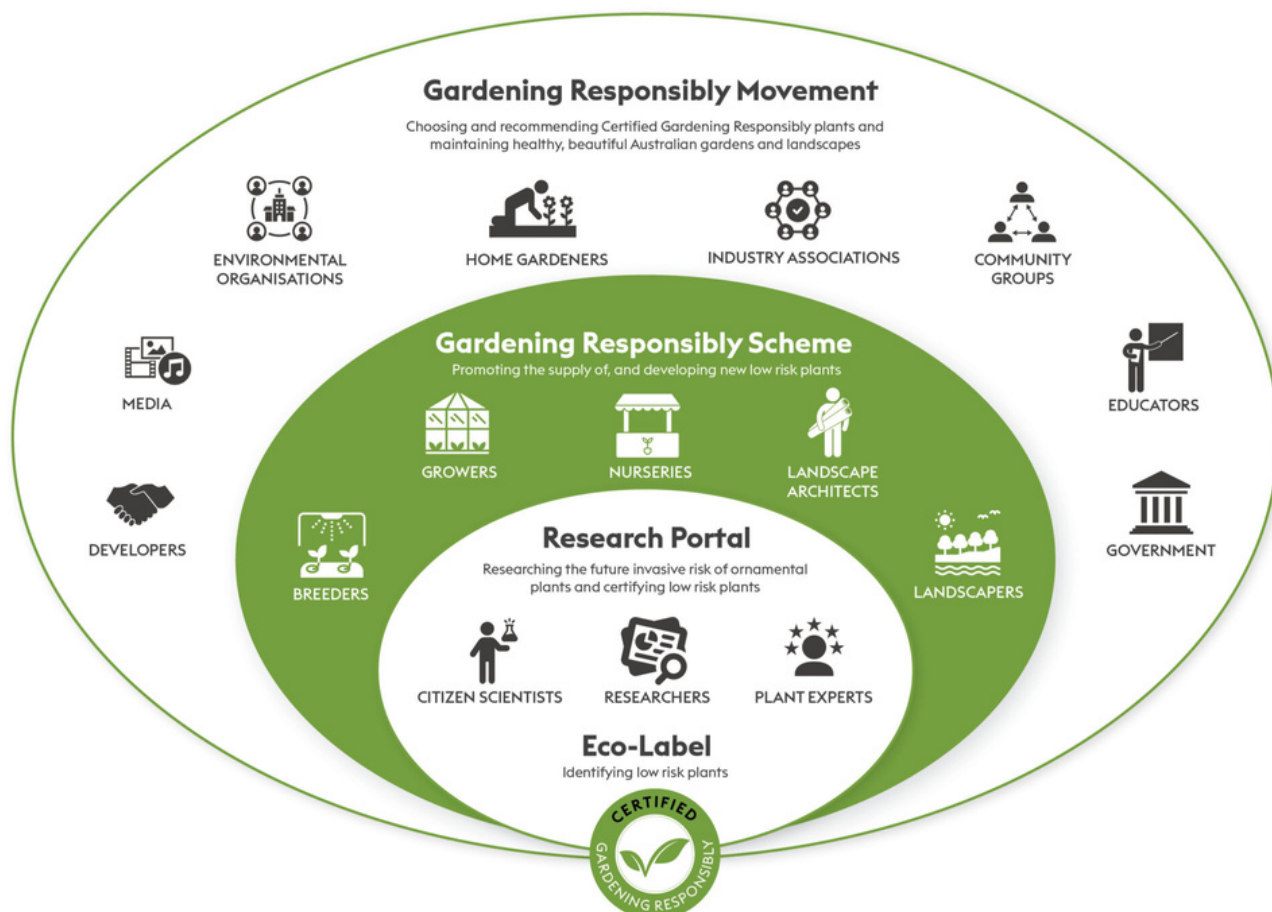 Gardening Responsibly Movement
Choosing and recommending Certified Gardening Responsibly plants and
maintaining healthy, beautiful Australian gardens and landscapes
ENVIRONMENTAL
ORGANISATIONS
HOME GARDENERS
INDUSTRY ASSOCIATIONS
COMMUNITY
GROUPS
MEDIA
EDUCATORS
DEVELOPERS
GOVERNMENT
Gardening Responsibly Scheme
Promoting the supply of, and developing new low risk plants
GROWERS
NURSERIES
LANDSCAPE
ARCHITECTS
BREEDERS
LANDSCAPERS
Research Portal
Researching the future invasive risk of ornamental
plants and certifying low risk plants
CITIZEN SCIENTISTS
RESEARCHERS
PLANT EXPERTS
Eco-Label
Identifying low risk plants
CERTIFIED
GARDENING RESPONSIBLY